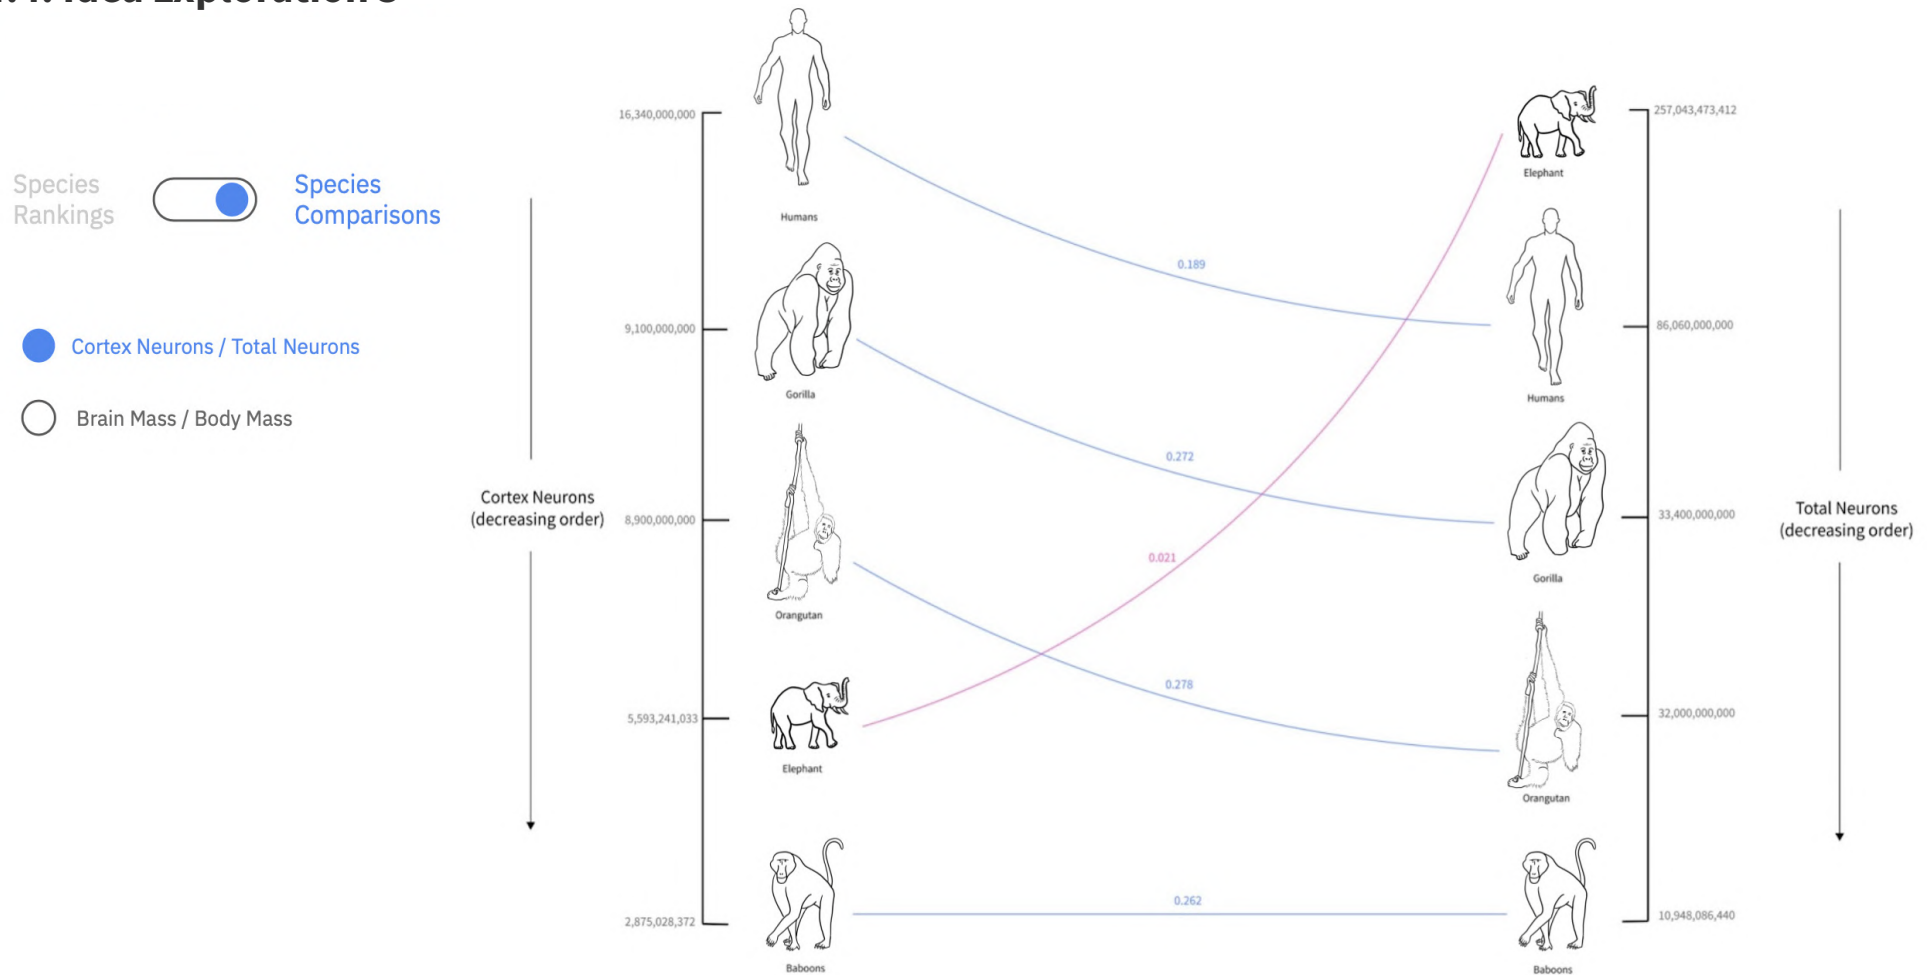 Idea Exploration 3
Species
Rankings
Species
Comparisons
Cortex Neurons / Total Neurons
Brain Mass / Body Mass
Cortex Neurons
(decreasing order)
16,340,000,000
9,100,000,000
8,900,000,000
5,593,241,033
2,875,028,372
Humans
Gorilla
Orangutan
Elephant
Baboons
0.189
0.272
0.021
0.278
0.262
Elephant
Humans
Gorilla
Orangutan
Baboons
257,043,473,412
86,060,000,000
33,400,000,000
32,000,000,000
10,948,086,440
Total Neurons
(decreasing order)